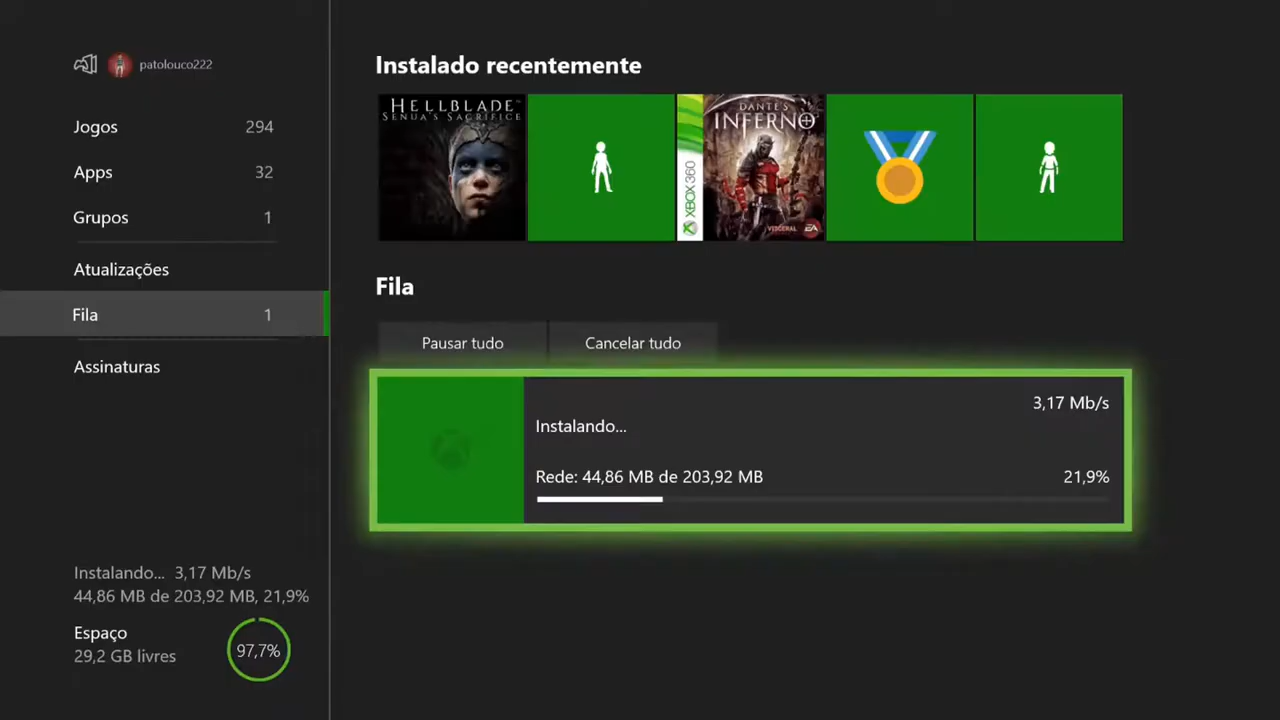 patolouco222
Jogos 294
Apps 32
Grupos 1
Atualizações
Fila 1
Assinaturas
Instalando... 3,17 Mb/s
44,86 MB de 203,92 MB, 21,9%
Espaço
29,2 GB livres
97,7%
Instalado recentemente
HELLBLADE
SENUA'S SACRIFICE
XBOX 360
DANTE'S
INFERNO
VISCERAL
EA
Fila
Pausar tudo Cancelar tudo
3,17 Mb/s
Instalando...
Rede: 44,86 MB de 203,92 MB 21,9%